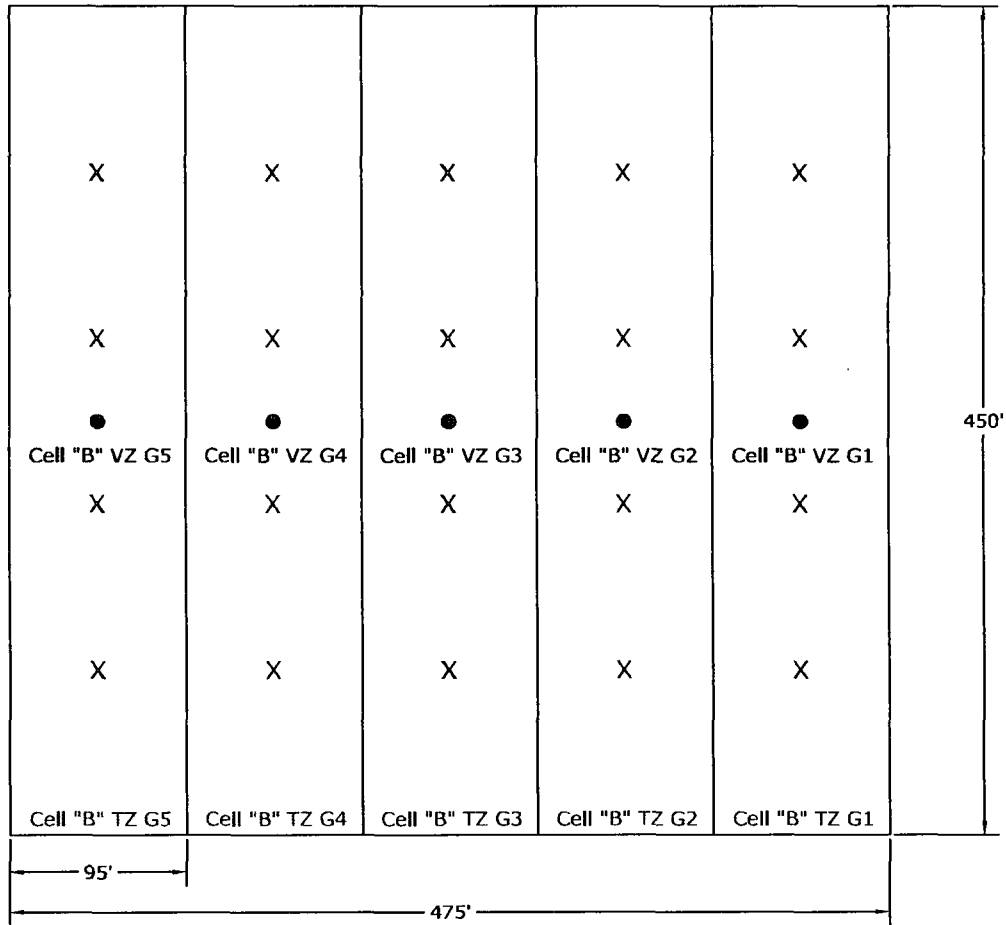 X X X X X
X X X X X
450'
Cell "B" VZ G5 Cell "B" VZ G4 Cell "B" VZ G3 Cell "B" VZ G2 Cell "B" VZ G1
X X X X X
X X X X X
Cell "B" TZ G5 Cell "B" TZ G4 Cell "B" TZ G3 Cell "B" TZ G2 Cell "B" TZ G1
95'
475'